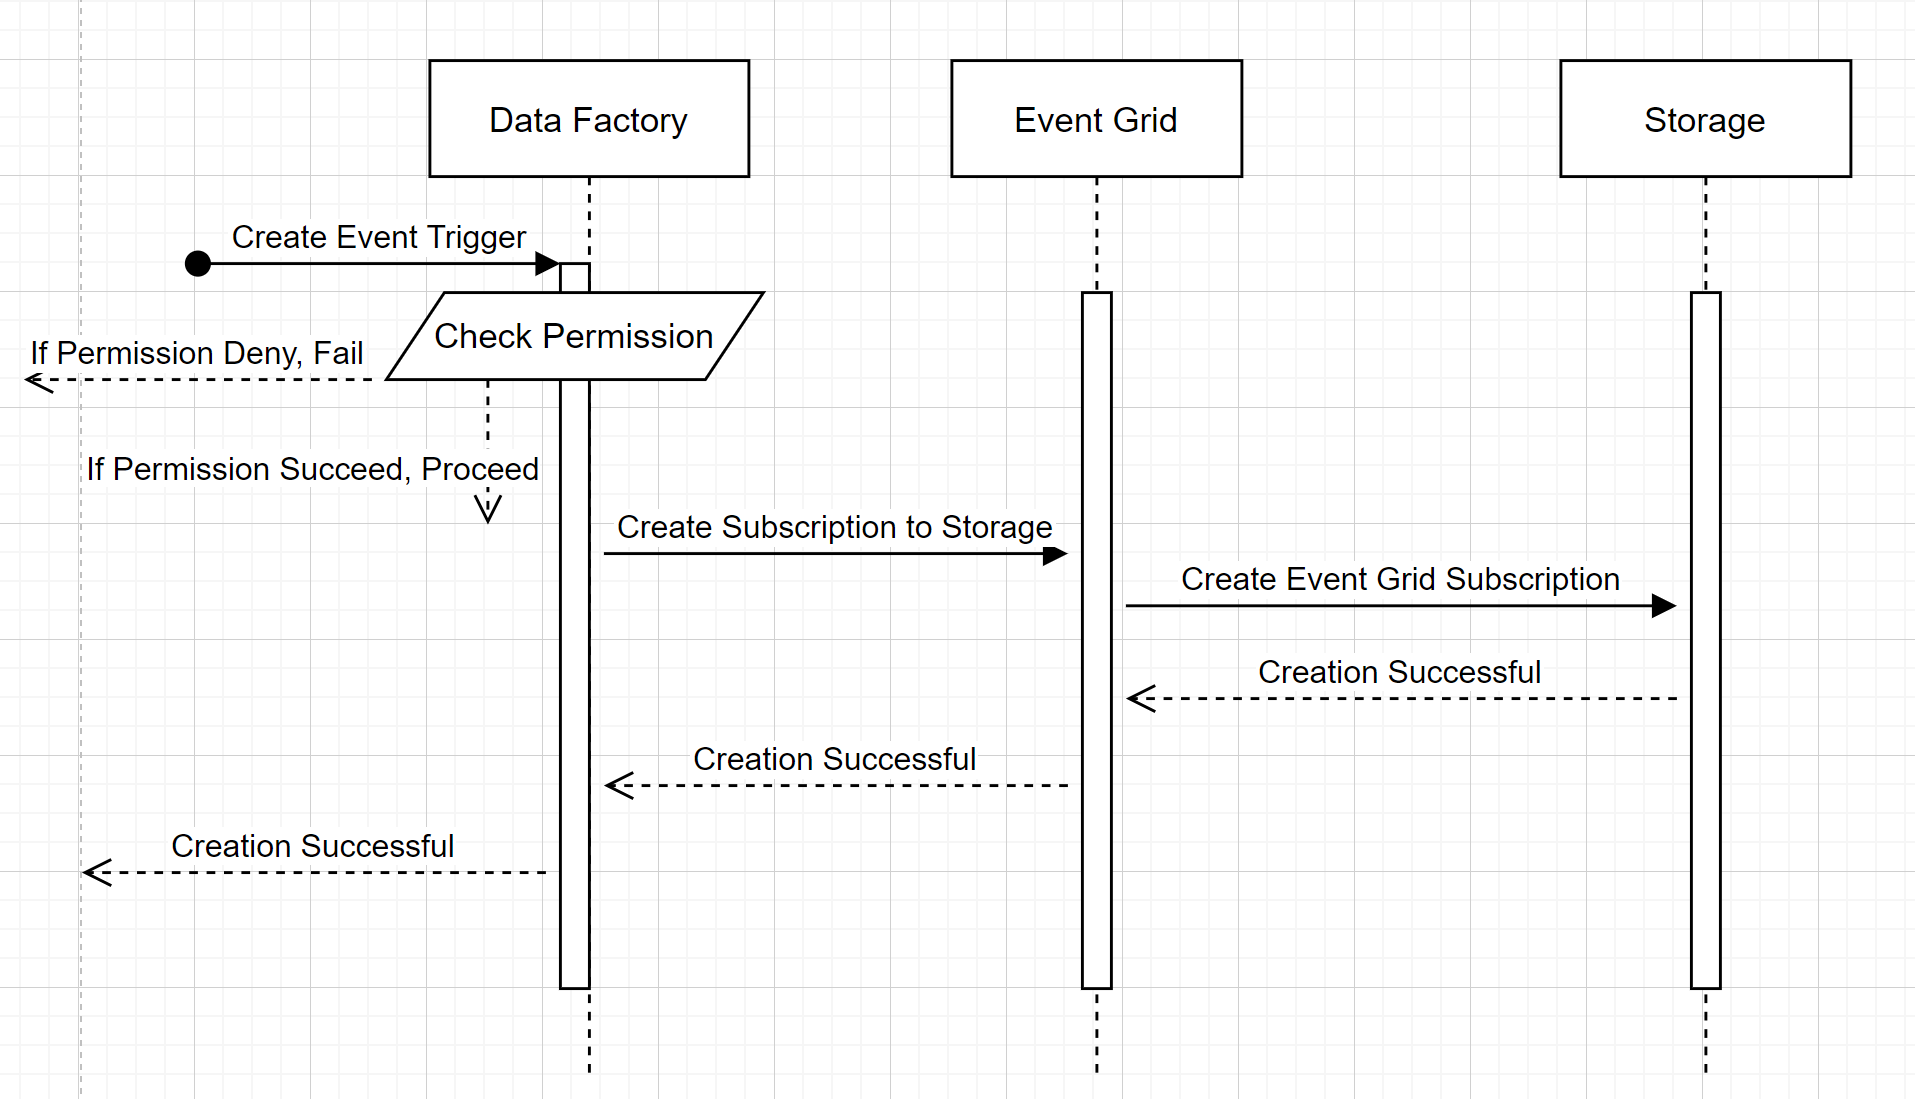 Data Factory
Event Grid
Storage
Create Event Trigger
Check Permission
If Permission Deny, Fail
If Permission Succeed, Proceed
Create Subscription to Storage
Create Event Grid Subscription
Creation Successful
Creation Successful
Creation Successful